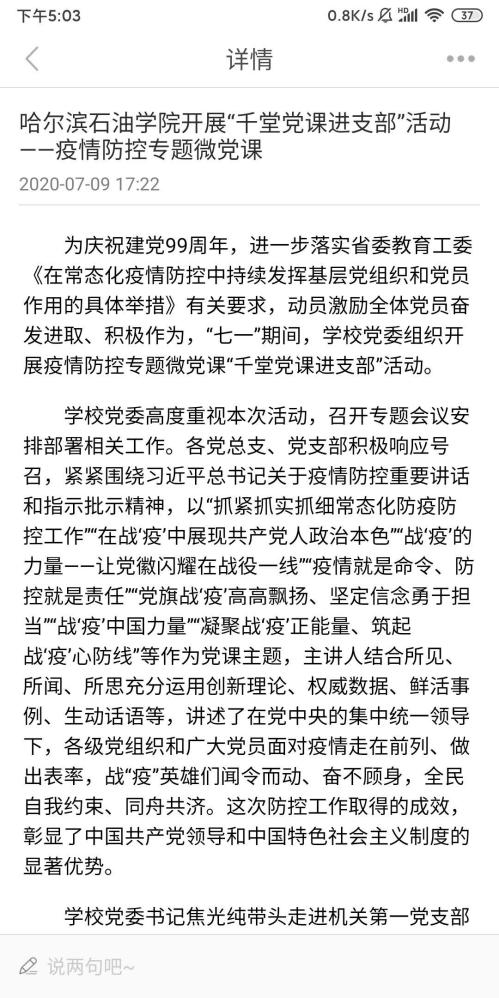 下午5:03
0.8K/s HD 37
详情
哈尔滨石油学院开展“千堂党课进支部”活动
——疫情防控专题微党课
2020-07-09 17:22
为庆祝建党99周年，进一步落实省委教育工委
《在常态化疫情防控中持续发挥基层党组织和党员
作用的具体举措》有关要求，动员激励全体党员奋
发进取、积极作为，“七一”期间，学校党委组织开
展疫情防控专题微党课“千堂党课进支部”活动。
学校党委高度重视本次活动，召开专题会议安
排部署相关工作。各党总支、党支部积极响应号
召，紧紧围绕习近平总书记关于疫情防控重要讲话
和指示批示精神，以“抓紧抓实抓细常态化防疫防
控工作”“在战‘疫’中展现共产党人政治本色”“战‘疫’的
力量——让党徽闪耀在战役一线”“疫情就是命令、防
控就是责任”“党旗战‘疫’高高飘扬、坚定信念勇于担
当”“战‘疫’中国力量”“凝聚战‘疫’正能量、筑起
战‘疫’心防线”等作为党课主题，主讲人结合所见、
所闻、所思充分运用创新理论、权威数据、鲜活事
例、生动话语等，讲述了在党中央的集中统一领导
下，各级党组织和广大党员面对疫情走在前列、做
出表率，战“疫”英雄们闻令而动、奋不顾身，全民
自我约束、同舟共济。这次防控工作取得的成效，
彰显了中国共产党领导和中国特色社会主义制度的
显著优势。
学校党委书记焦光纯带头走进机关第一党支部
说两句吧~